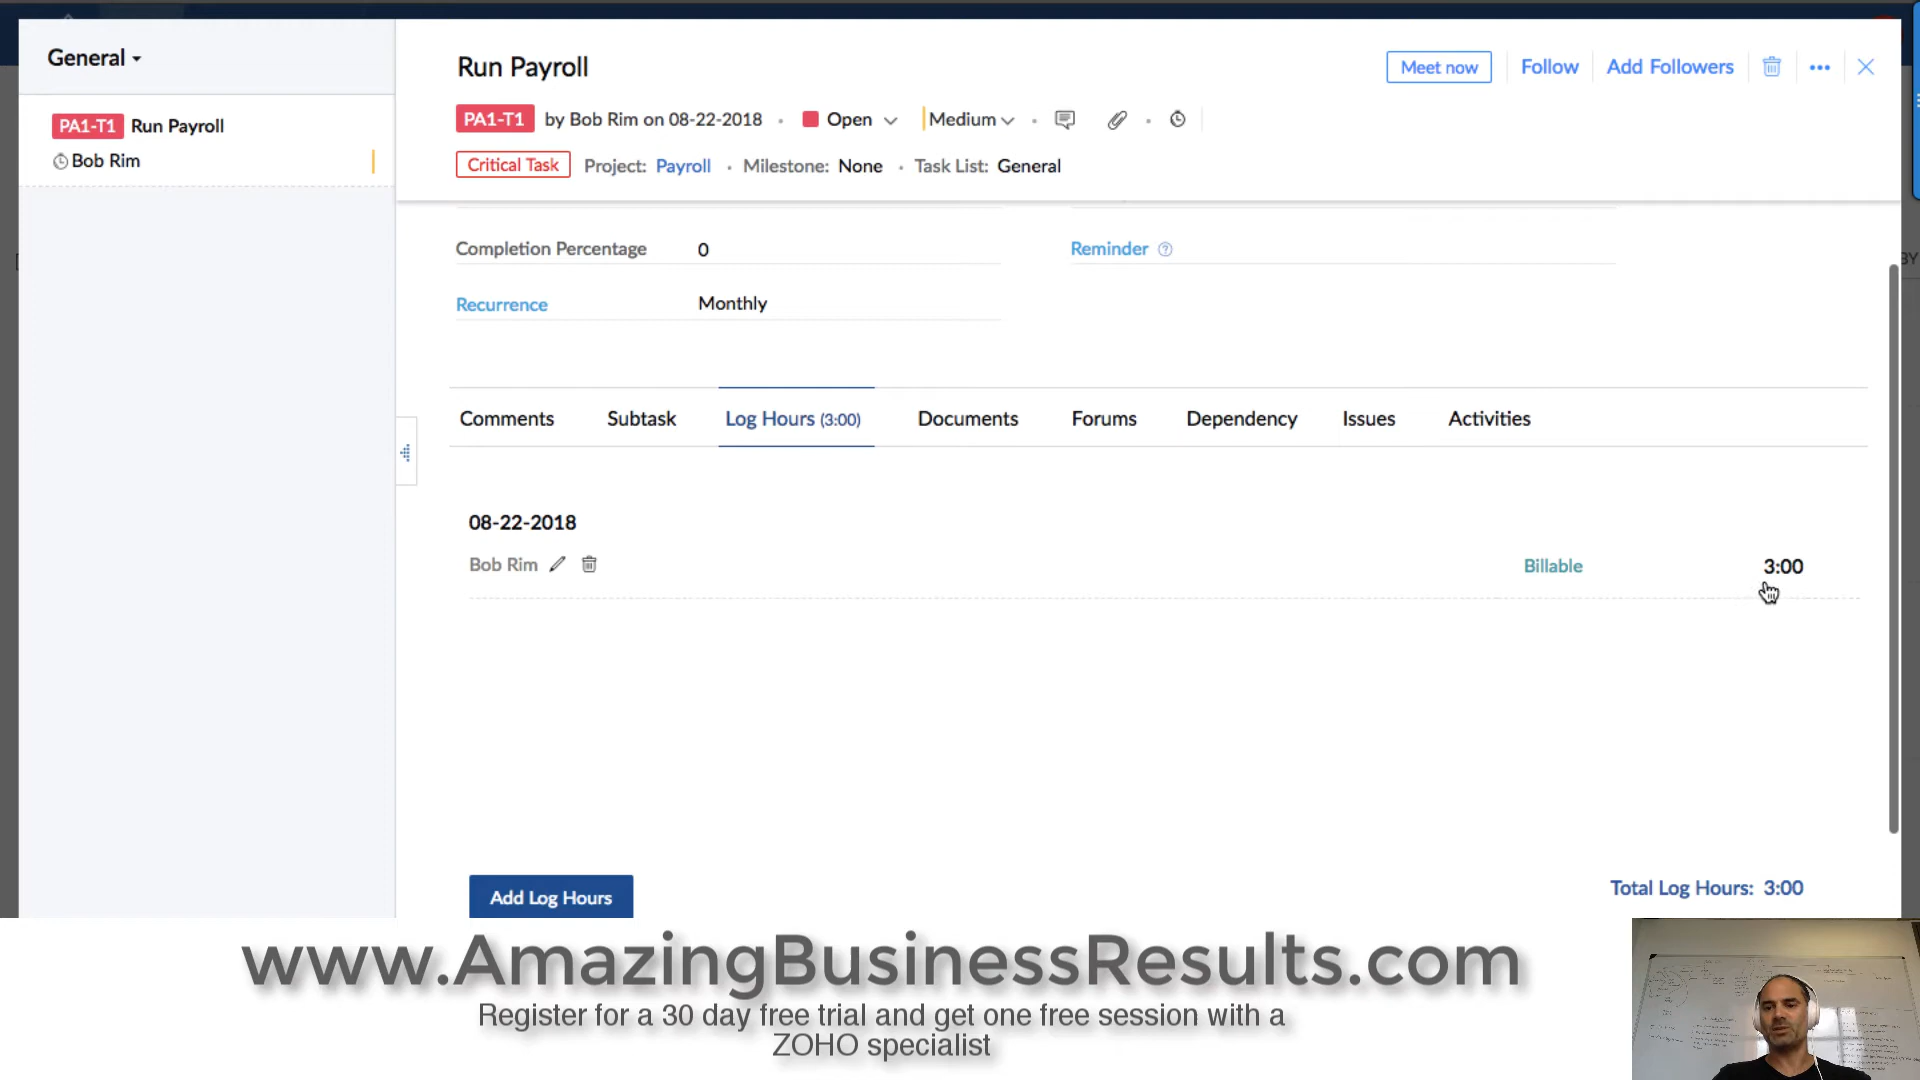 General
PA1-T1 Run Payroll
Bob Rim
Run Payroll
Meet now Follow Add Followers
PA1-T1 by Bob Rim on 08-22-2018 Open Medium
Critical Task Project: Payroll Milestone: None Task List: General
Completion Percentage 0 Reminder
BY
Recurrence Monthly
Comments Subtask Log Hours (3:00) Documents Forums Dependency Issues Activities
08-22-2018
Bob Rim Billable 3:00
Add Log Hours Total Log Hours: 3:00
www.AmazingBusinessResults.com
Register for a 30 day free trial and get one free session with a
ZOHO specialist